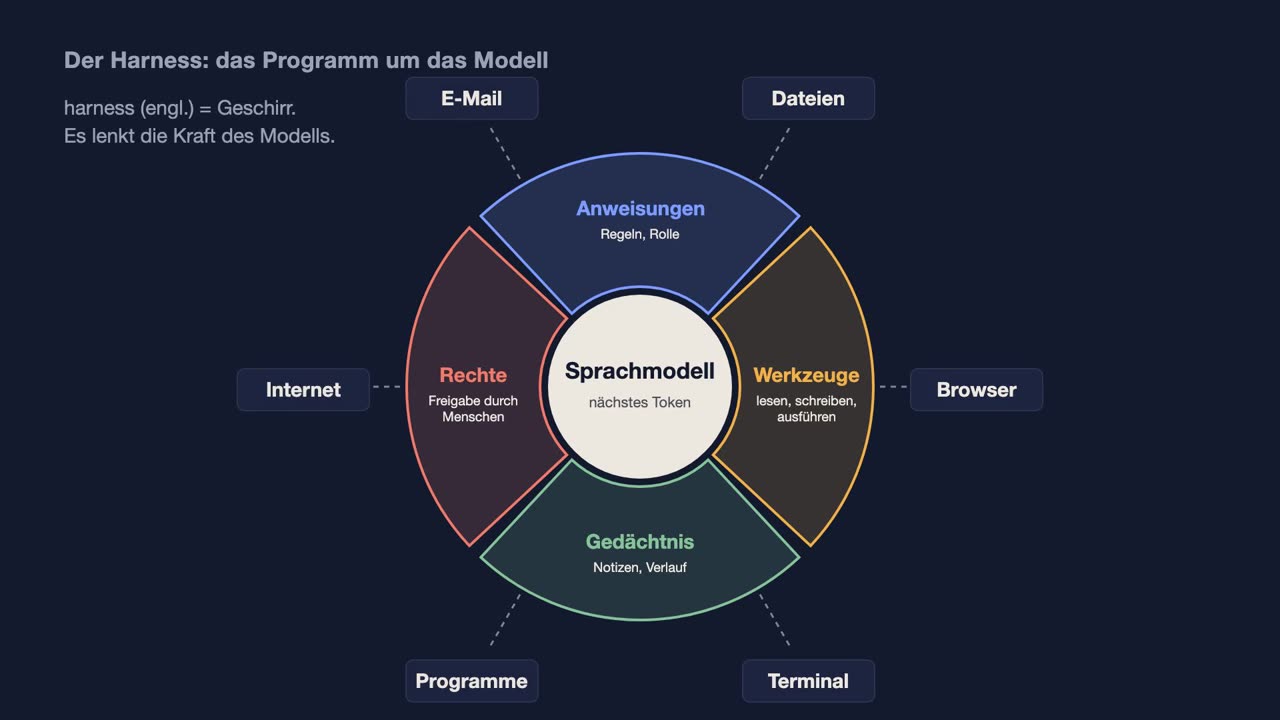 Der Harness: das Programm um das Modell
harness (engl.) = Geschirr.
Es lenkt die Kraft des Modells.
E-Mail
Dateien
Anweisungen
Regeln, Rolle
Internet
Rechte
Freigabe durch
Menschen
Sprachmodell
nächstes Token
Werkzeuge
lesen, schreiben,
ausführen
Browser
Gedächtnis
Notizen, Verlauf
Programme
Terminal